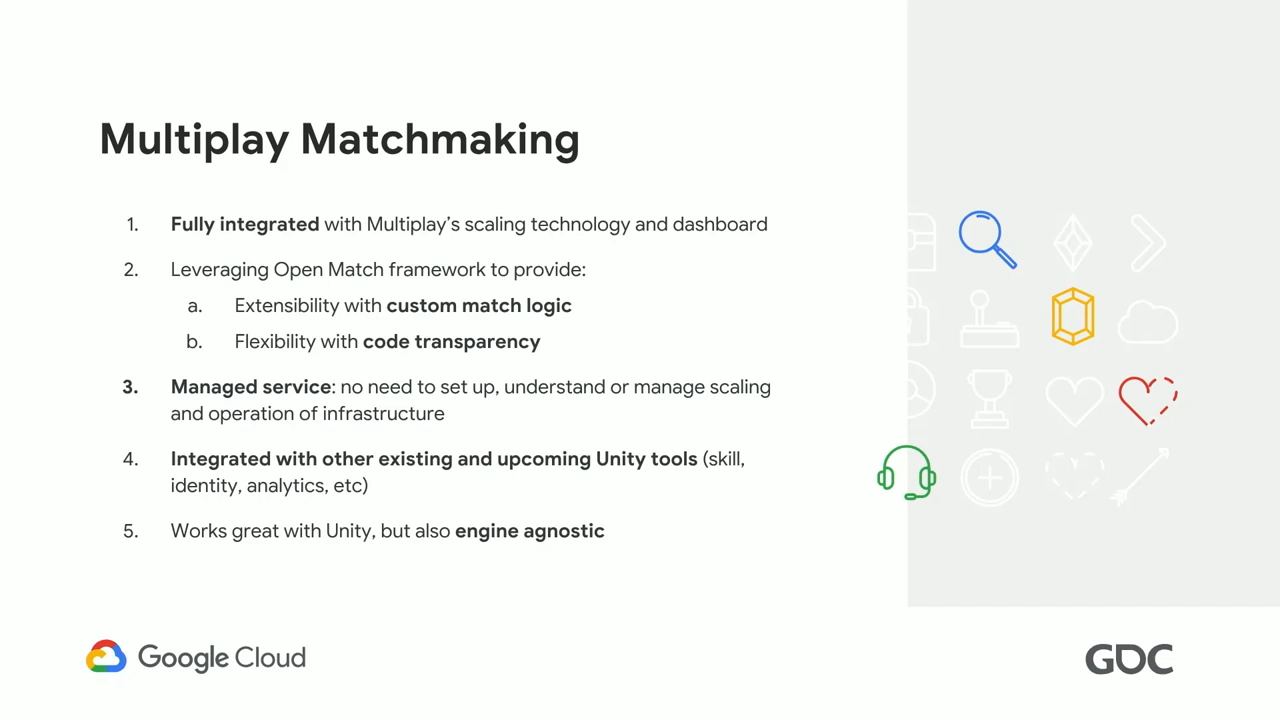 Multiplay Matchmaking
1. Fully integrated with Multiplay’s scaling technology and dashboard
2. Leveraging Open Match framework to provide:
a. Extensibility with custom match logic
b. Flexibility with code transparency
3. Managed service: no need to set up, understand or manage scaling
and operation of infrastructure
4. Integrated with other existing and upcoming Unity tools (skill,
identity, analytics, etc)
5. Works great with Unity, but also engine agnostic
Google Cloud
GDC